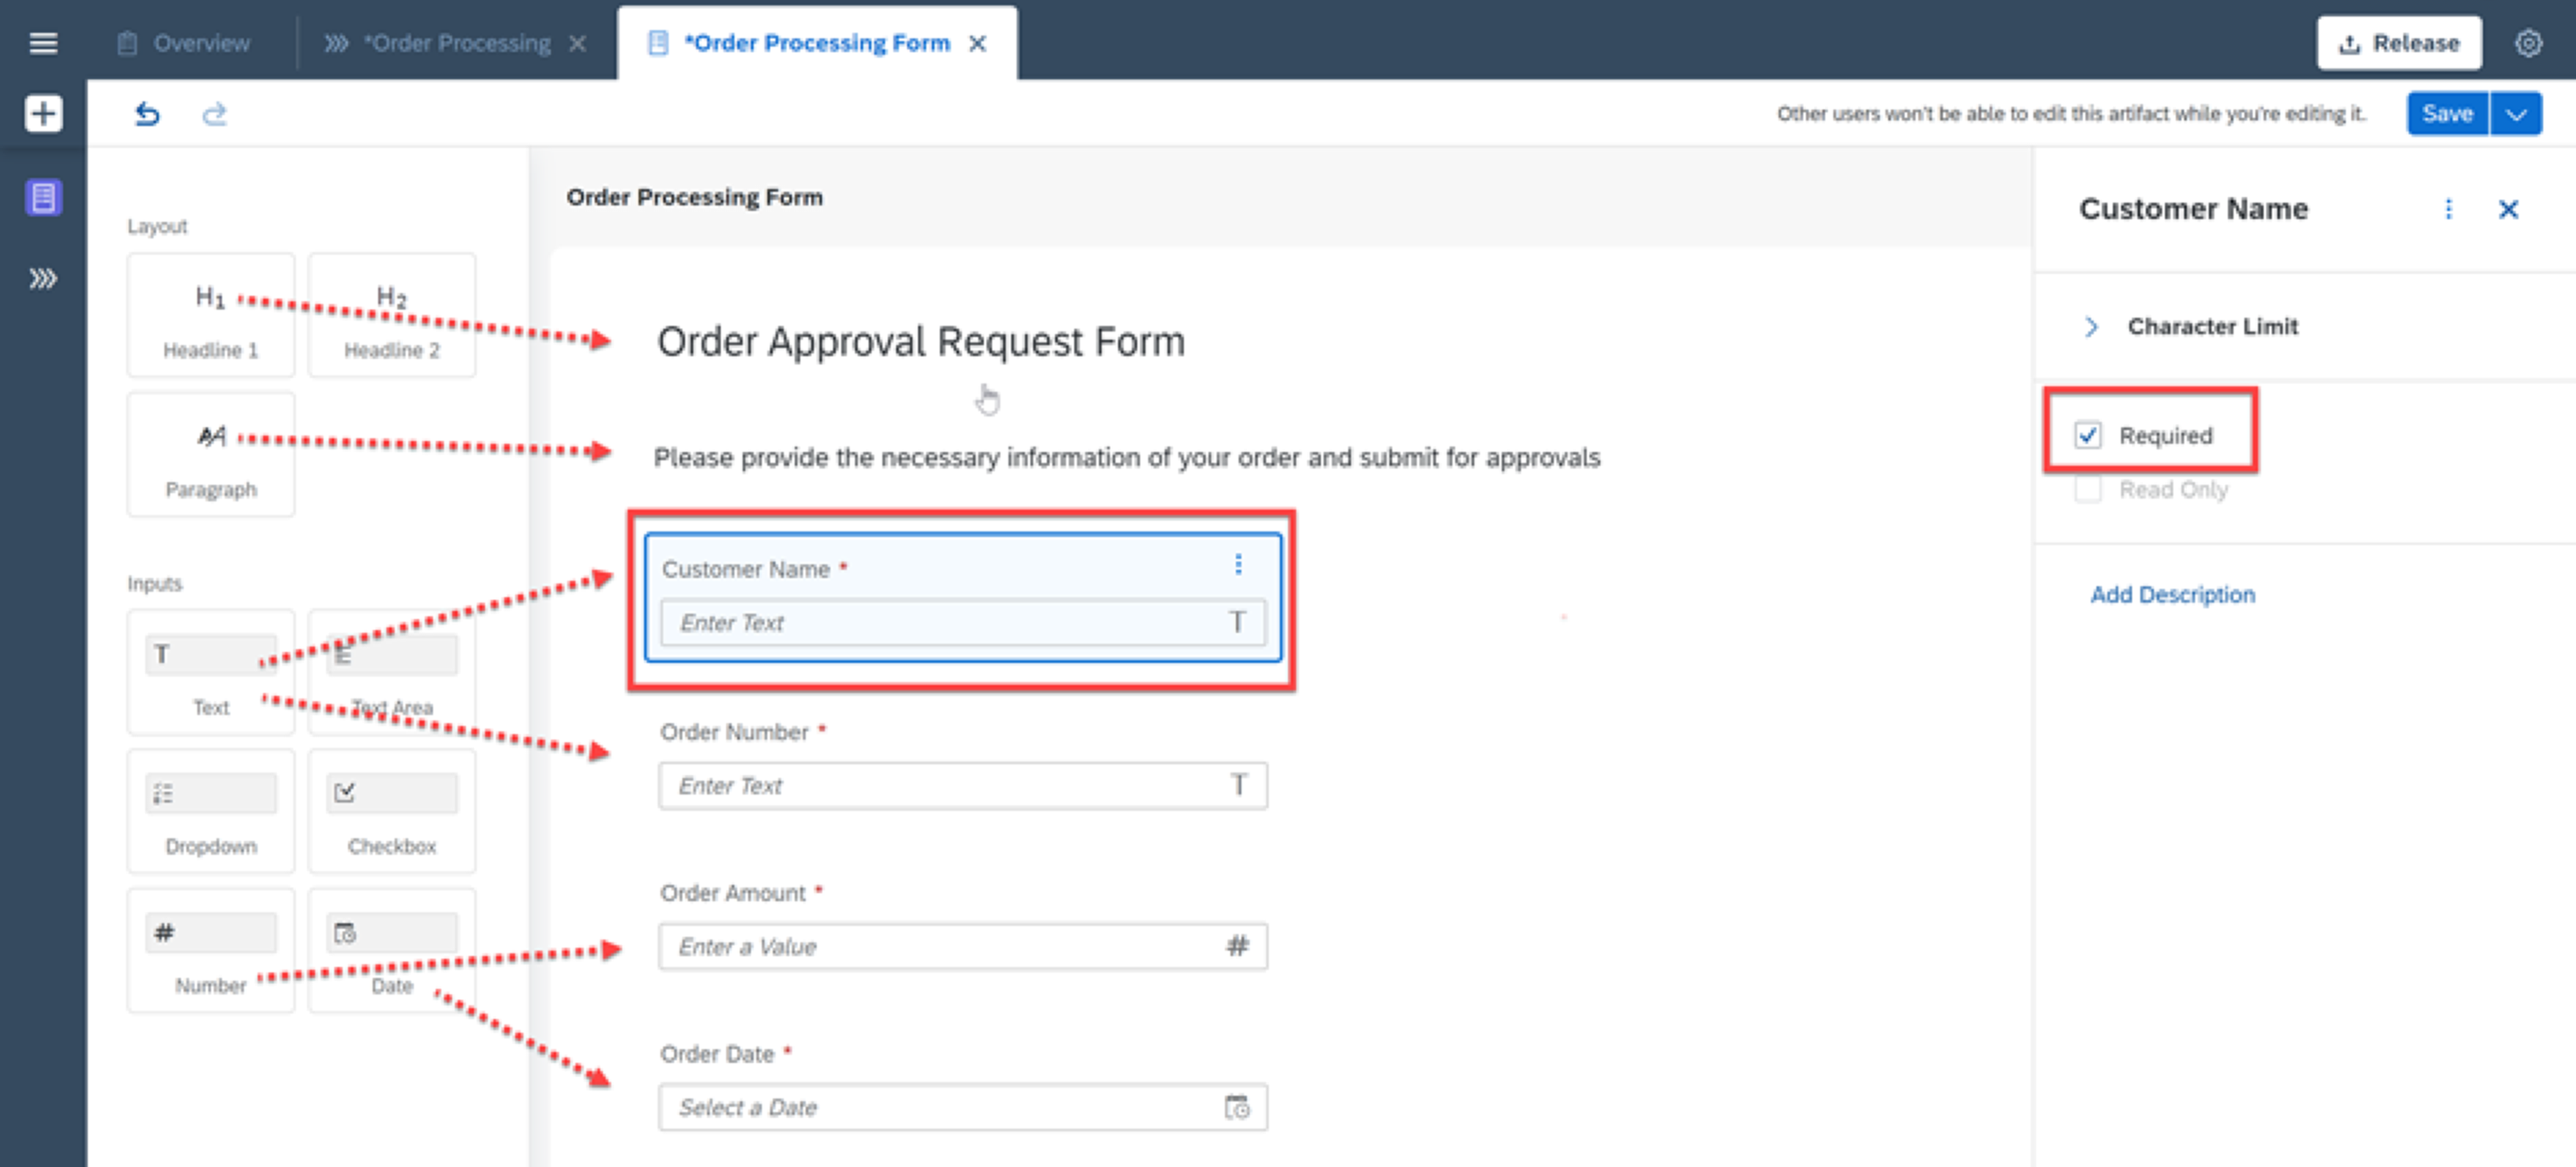 Overview
*Order Processing
*Order Processing Form
Release
Other users won't be able to edit this artifact while you're editing it.
Save
Layout
H1
Headline 1
H2
Headline 2
AA
Paragraph
Inputs
T
Text
Text Area
Dropdown
Checkbox
#
Number
Date
Order Processing Form
Order Approval Request Form
Please provide the necessary information of your order and submit for approvals
Customer Name *
Enter Text T
Order Number *
Enter Text T
Order Amount *
Enter a Value #
Order Date *
Select a Date
Customer Name
Character Limit
Required
Read Only
Add Description